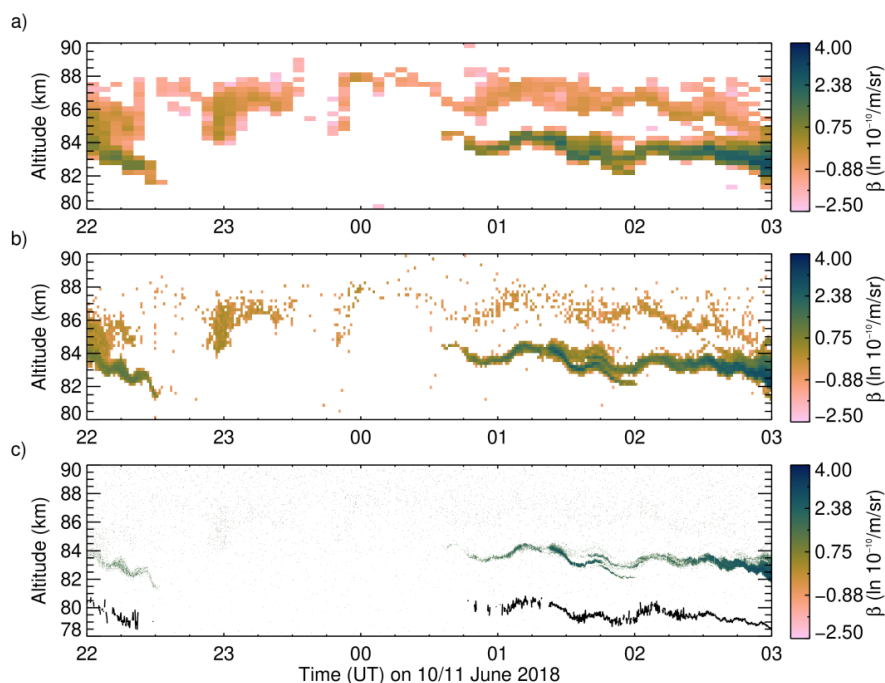 a)
90
88
86
84
82
80
Altitude (km)
22 23 00 01 02 03
4.00
2.38
0.75
−0.88
−2.50
β (ln 10⁻¹⁰/m/sr)
b)
90
88
86
84
82
80
Altitude (km)
22 23 00 01 02 03
4.00
2.38
0.75
−0.88
−2.50
β (ln 10⁻¹⁰/m/sr)
c)
90
88
86
84
82
80
78
Altitude (km)
22 23 00 01 02 03
Time (UT) on 10/11 June 2018
4.00
2.38
0.75
−0.88
−2.50
β (ln 10⁻¹⁰/m/sr)